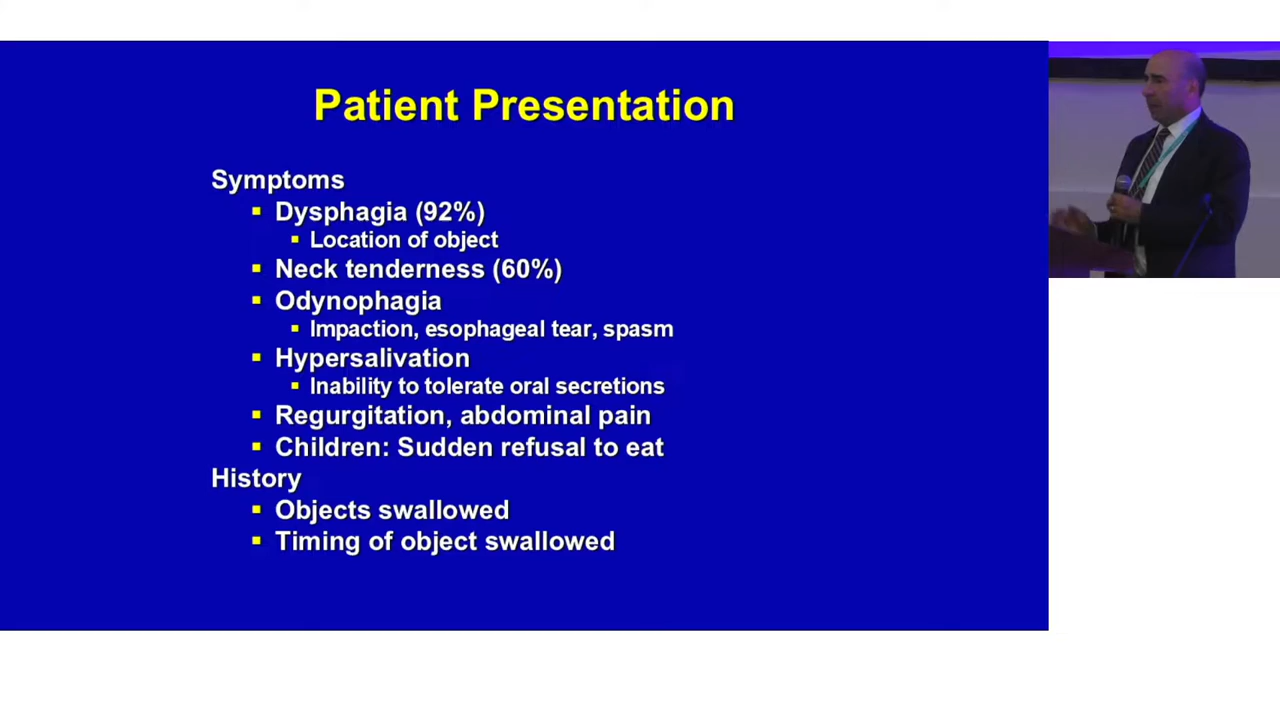 Patient Presentation
Symptoms
▪ Dysphagia (92%)
▪ Location of object
▪ Neck tenderness (60%)
▪ Odynophagia
▪ Impaction, esophageal tear, spasm
▪ Hypersalivation
▪ Inability to tolerate oral secretions
▪ Regurgitation, abdominal pain
▪ Children: Sudden refusal to eat
History
▪ Objects swallowed
▪ Timing of object swallowed